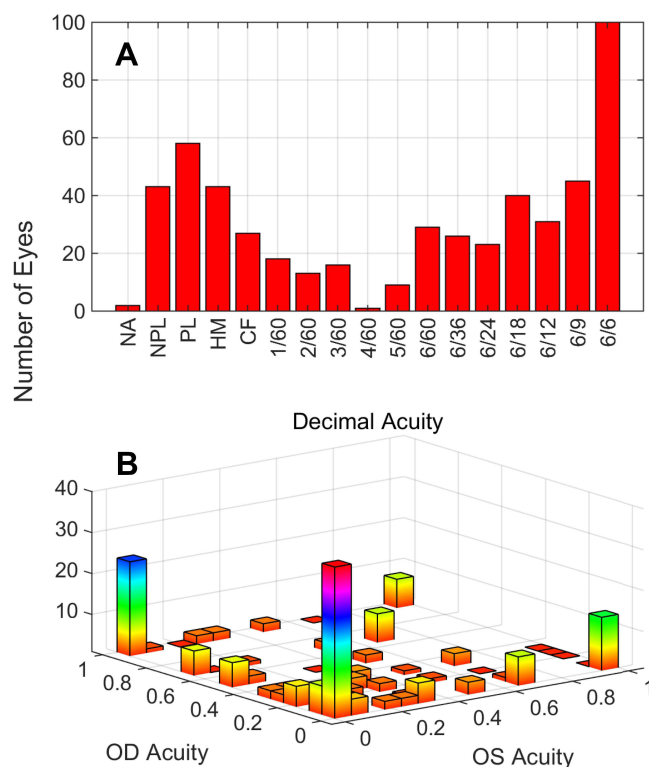 A
100
80
60
40
20
0
Number of Eyes
NA NPL PL HM CF 1/60 2/60 3/60 4/60 5/60 6/60 6/36 6/24 6/18 6/12 6/9 6/6
Decimal Acuity
B
40
30
20
10
1 0.8 0.6 0.4 0.2 0
0 0.2 0.4 0.6 0.8 1
OD Acuity
OS Acuity